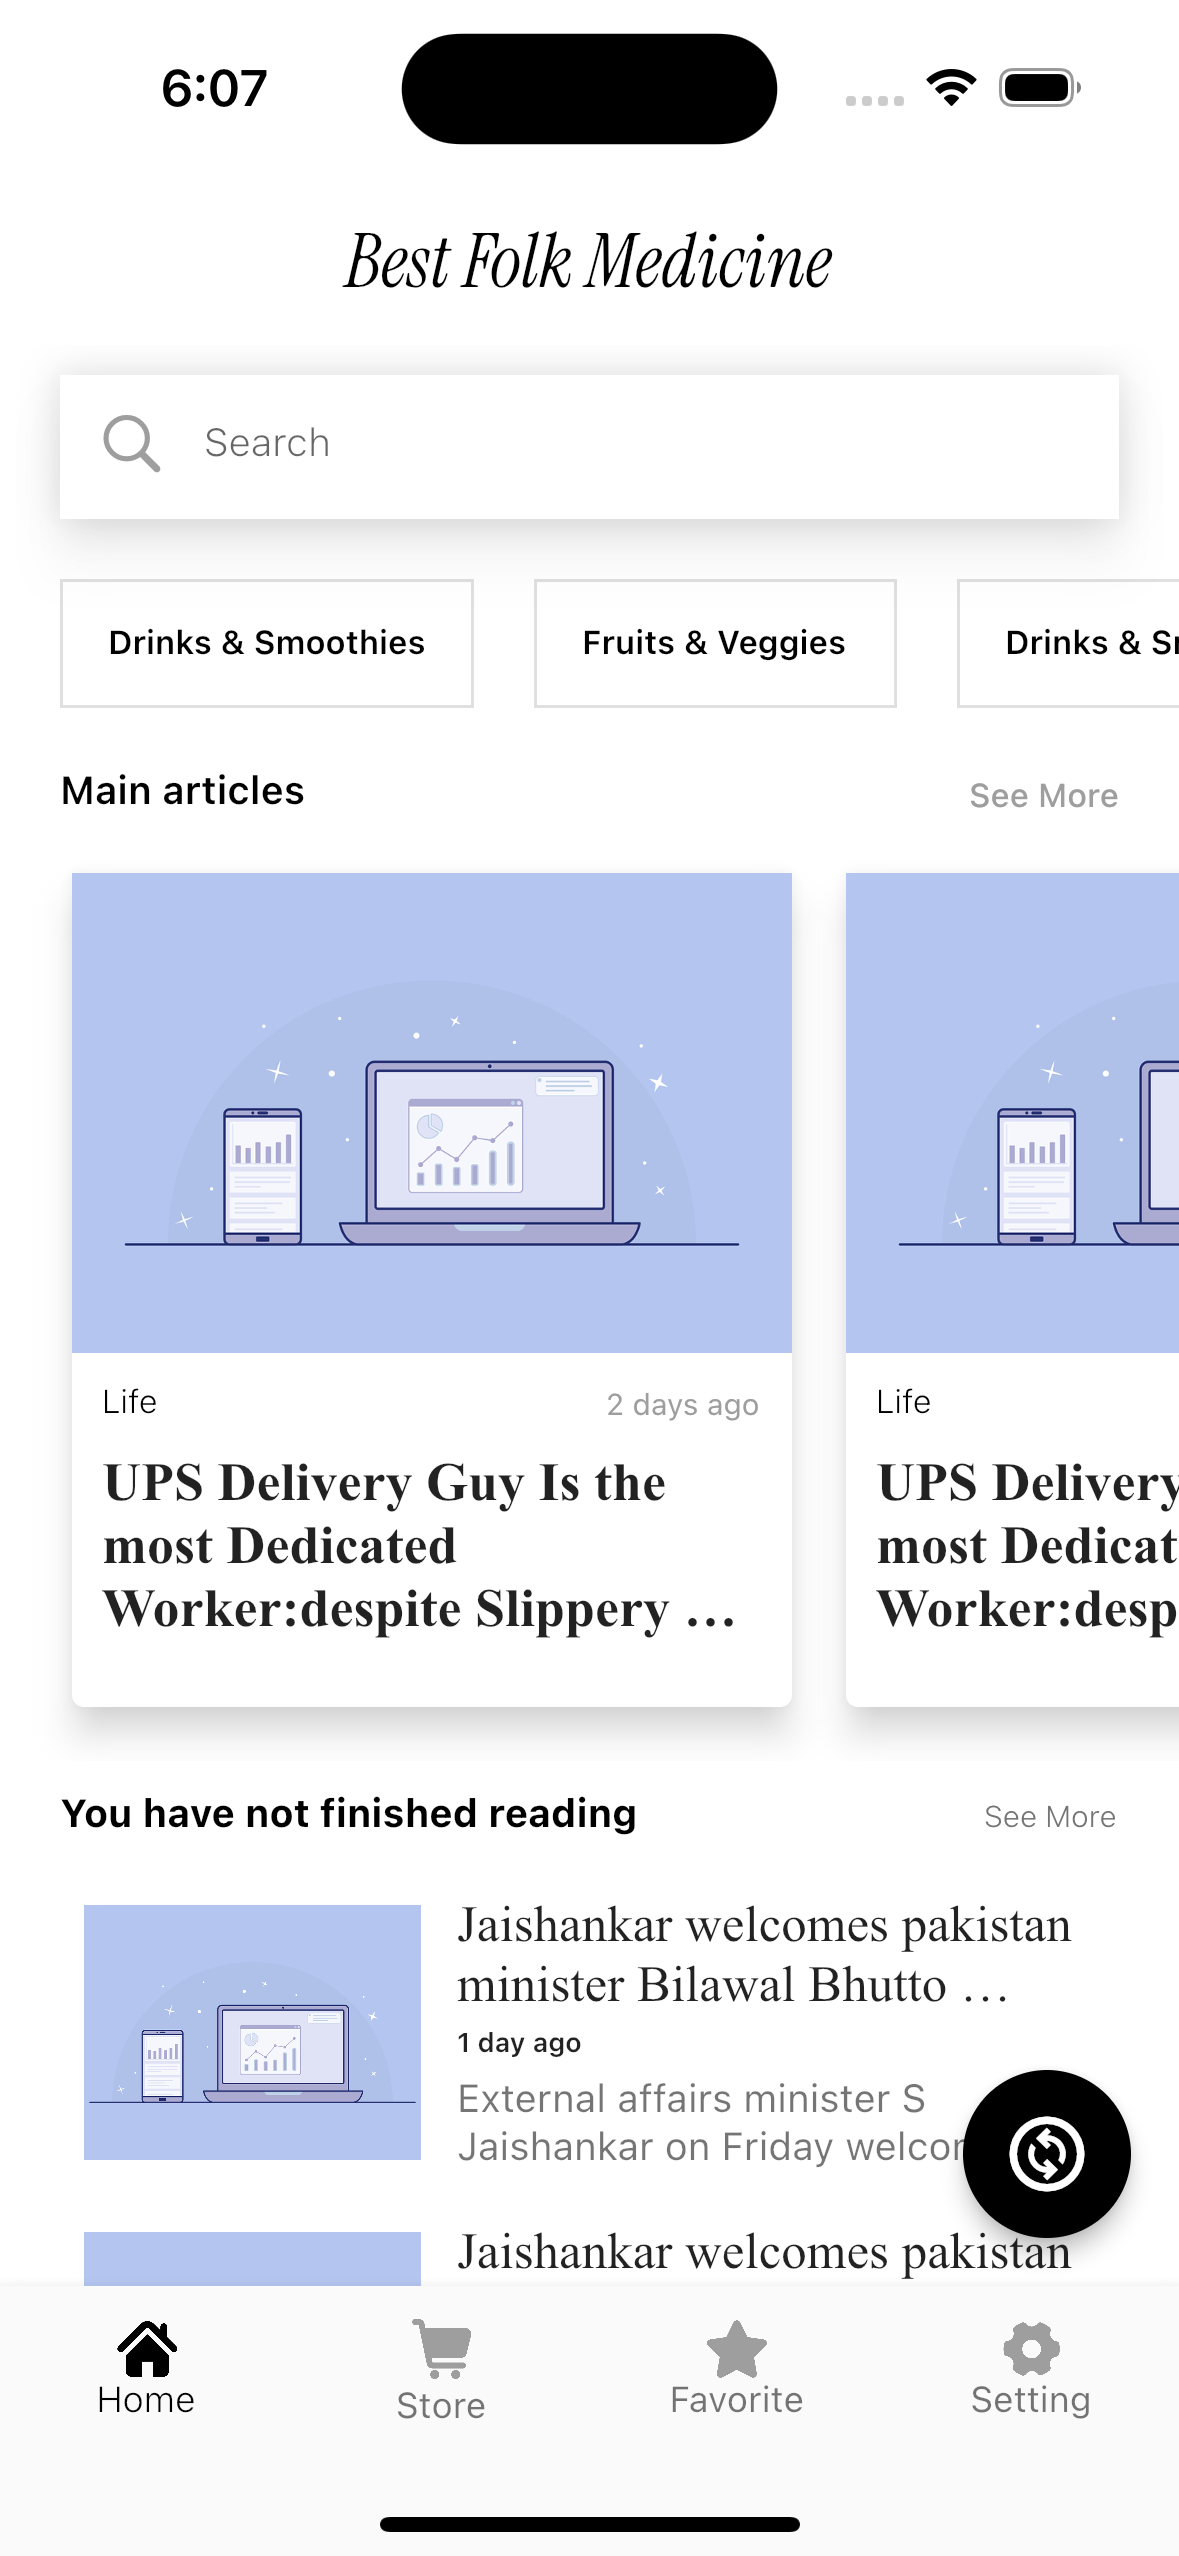 6:07
Best Folk Medicine
Search
Drinks & Smoothies
Fruits & Veggies
Drinks &
Main articles
See More
Life
2 days ago
UPS Delivery Guy Is the
most Dedicated
Worker:despite Slippery ...
Life
UPS Delivery
most Dedicat
Worker:desp
You have not finished reading
See More
Jaishankar welcomes pakistan
minister Bilawal Bhutto ...
1 day ago
External affairs minister S
Jaishankar on Friday welcor
Jaishankar welcomes pakistan
Home
Store
Favorite
Setting